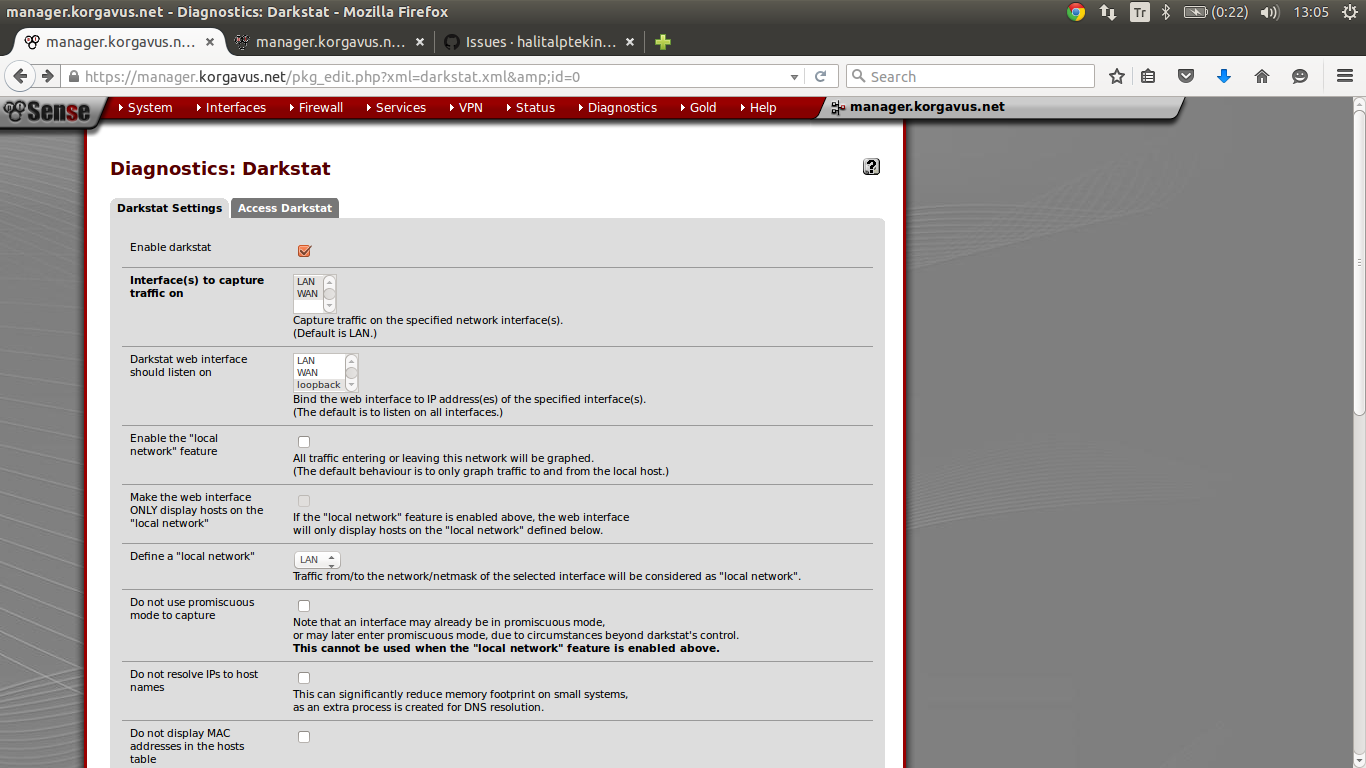 manager.korgavus.net - Diagnostics: Darkstat - Mozilla Firefox
Tr
(0:22)
13:05
manager.korgavus.n... ×
manager.korgavus.n... ×
Issues · halitalptekin... ×
https://manager.korgavus.net/pkg_edit.php?xml=darkstat.xml&amp;id=0
Search
Sense
System
Interfaces
Firewall
Services
VPN
Status
Diagnostics
Gold
Help
manager.korgavus.net
Diagnostics: Darkstat
?
Darkstat Settings
Access Darkstat
Enable darkstat
Interface(s) to capture
traffic on
LAN
WAN
Capture traffic on the specified network interface(s).
(Default is LAN.)
Darkstat web interface
should listen on
LAN
WAN
loopback
Bind the web interface to IP address(es) of the specified interface(s).
(The default is to listen on all interfaces.)
Enable the "local
network" feature
All traffic entering or leaving this network will be graphed.
(The default behaviour is to only graph traffic to and from the local host.)
Make the web interface
ONLY display hosts on the
"local network"
If the "local network" feature is enabled above, the web interface
will only display hosts on the "local network" defined below.
Define a "local network"
LAN
Traffic from/to the network/netmask of the selected interface will be considered as "local network".
Do not use promiscuous
mode to capture
Note that an interface may already be in promiscuous mode,
or may later enter promiscuous mode, due to circumstances beyond darkstat's control.
This cannot be used when the "local network" feature is enabled above.
Do not resolve IPs to host
names
This can significantly reduce memory footprint on small systems,
as an extra process is created for DNS resolution.
Do not display MAC
addresses in the hosts
table